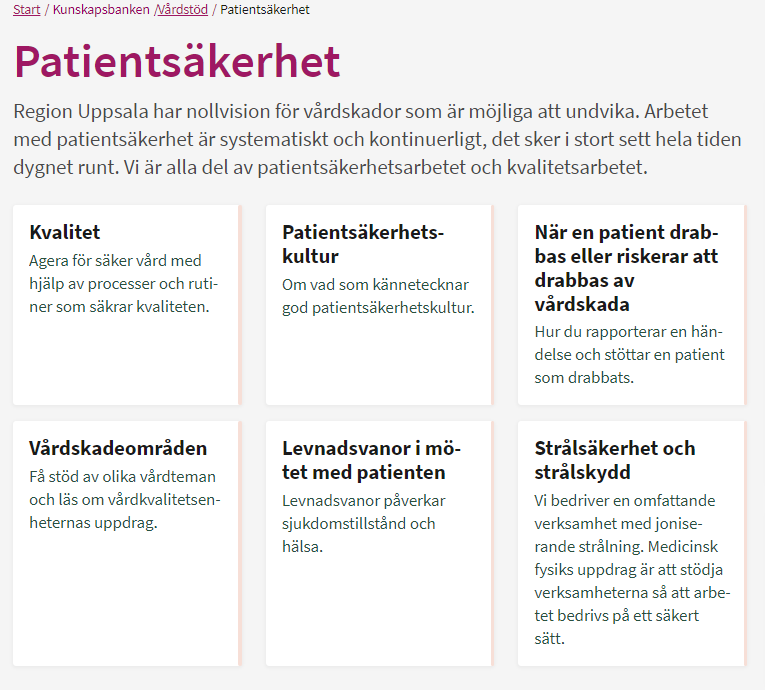 Start / Kunskapsbanken /Vårdstöd / Patientsäkerhet
Patientsäkerhet
Region Uppsala har nollvision för vårdskador som är möjliga att undvika. Arbetet
med patientsäkerhet är systematiskt och kontinuerligt, det sker i stort sett hela tiden
dygnet runt. Vi är alla del av patientsäkerhetsarbetet och kvalitetsarbetet.
Kvalitet
Agera för säker vård med
hjälp av processer och ruti-
ner som säkrar kvaliteten.
Patientsäkerhets-
kultur
Om vad som kännetecknar
god patientsäkerhetskultur.
När en patient drab-
bas eller riskerar att
drabbas av
vårdskada
Hur du rapporterar en hän-
delse och stöttar en patient
som drabbats.
Vårdskadeområden
Få stöd av olika vårdteman
och läs om vårdkvalitetsen-
heternas uppdrag.
Levnadsvanor i mö-
tet med patienten
Levnadsvanor påverkar
sjukdomstillstånd och
hälsa.
Strålsäkerhet och
strålskydd
Vi bedriver en omfattande
verksamhet med jonise-
rande strålning. Medicinsk
fysiks uppdrag är att stödja
verksamheterna så att arbe-
tet bedrivs på ett säkert
sätt.